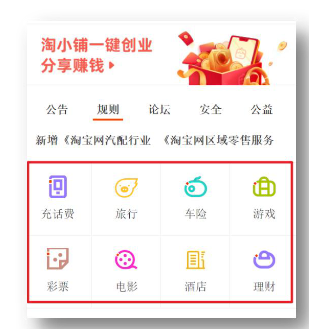 淘小铺一键创业
分享赚钱
公告 规则 论坛 安全 公益
新增《淘宝网汽配行业 《淘宝网区域零售服务
充话费 旅行 车险 游戏
彩票 电影 酒店 理财